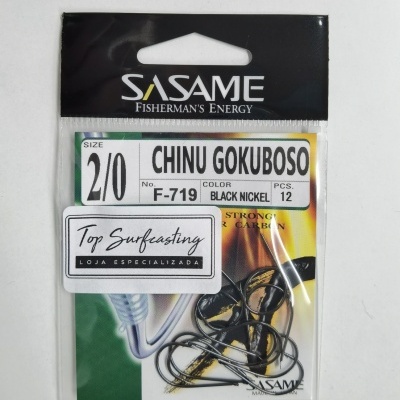 SASAME
FISHERMAN'S ENERGY
SIZE
2/0
CHINU GOKUBOSO
No F-719
COLOR BLACK NICKEL
PCS. 12
STRONG!
CARBON
Top Surfcasting
LOJA ESPECIALIZADA
SASAME